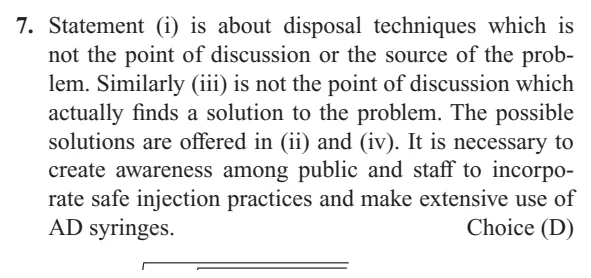 7. Statement (i) is about disposal techniques which is
not the point of discussion or the source of the prob-
lem. Similarly (iii) is not the point of discussion which
actually finds a solution to the problem. The possible
solutions are offered in (ii) and (iv). It is necessary to
create awareness among public and staff to incorpo-
rate safe injection practices and make extensive use of
AD syringes. Choice (D)